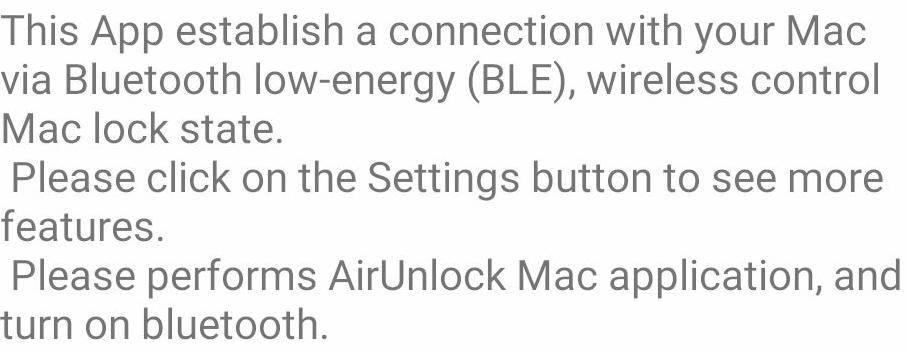 This App establish a connection with your Mac
via Bluetooth low-energy (BLE), wireless control
Mac lock state.
Please click on the Settings button to see more
features.
Please performs AirUnlock Mac application, and
turn on bluetooth.